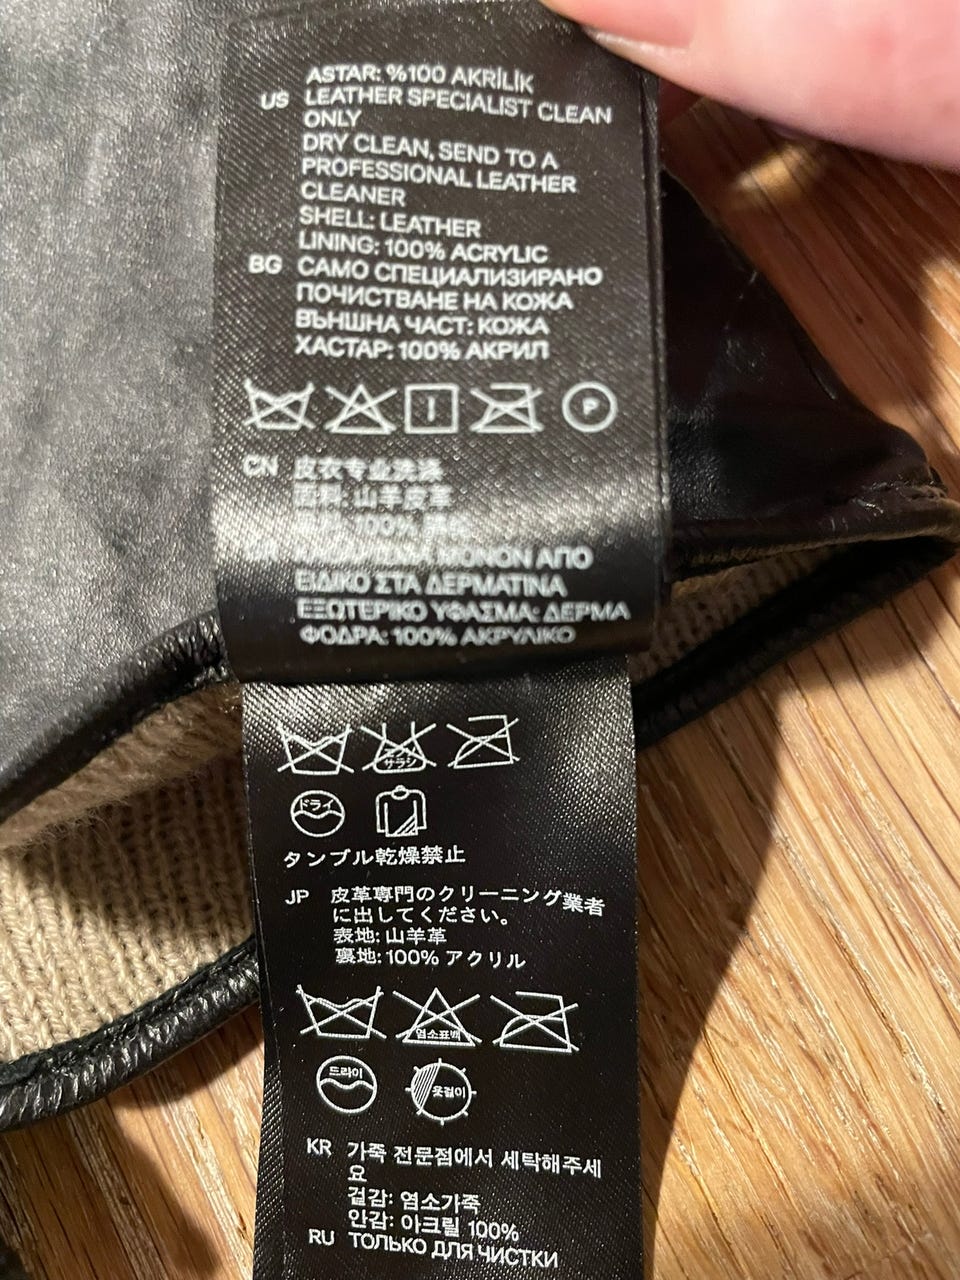 ASTAR: %100 AKRİLİK
US LEATHER SPECIALIST CLEAN
ONLY
DRY CLEAN, SEND TO A
PROFESSIONAL LEATHER
CLEANER
SHELL: LEATHER
LINING: 100% ACRYLIC
BG САМО СПЕЦИАЛИЗИРАНО
ПОЧИСТВАНЕ НА КОЖА
ВЪНШНА ЧАСТ: КОЖА
ХАСТАР: 100% АКРИЛ
P
CN 皮衣专业洗涤
面料: 山羊皮革
100%
ΜΟΝΟΝ ΑΠΟ
ΕΙΔΙΚΟ ΣΤΑ ΔΕΡΜΑΤΙΝΑ
ΕΞΩΤΕΡΙΚΟ ΥΦΑΣΜΑ: ΔΕΡΜΑ
ΦΟΔΡΑ: 100% ΑΚΡΥΛΙΚΟ
サラシ
ドライ
タンブル乾燥禁止
JP 皮革専門のクリーニング業者
に出してください。
表地: 山羊革
裏地: 100% アクリル
염소표백
드라이 옷걸이
KR 가죽 전문점에서 세탁해주세
요
겉감: 염소가죽
안감: 아크릴 100%
RU ТОЛЬКО ДЛЯ ЧИСТКИ